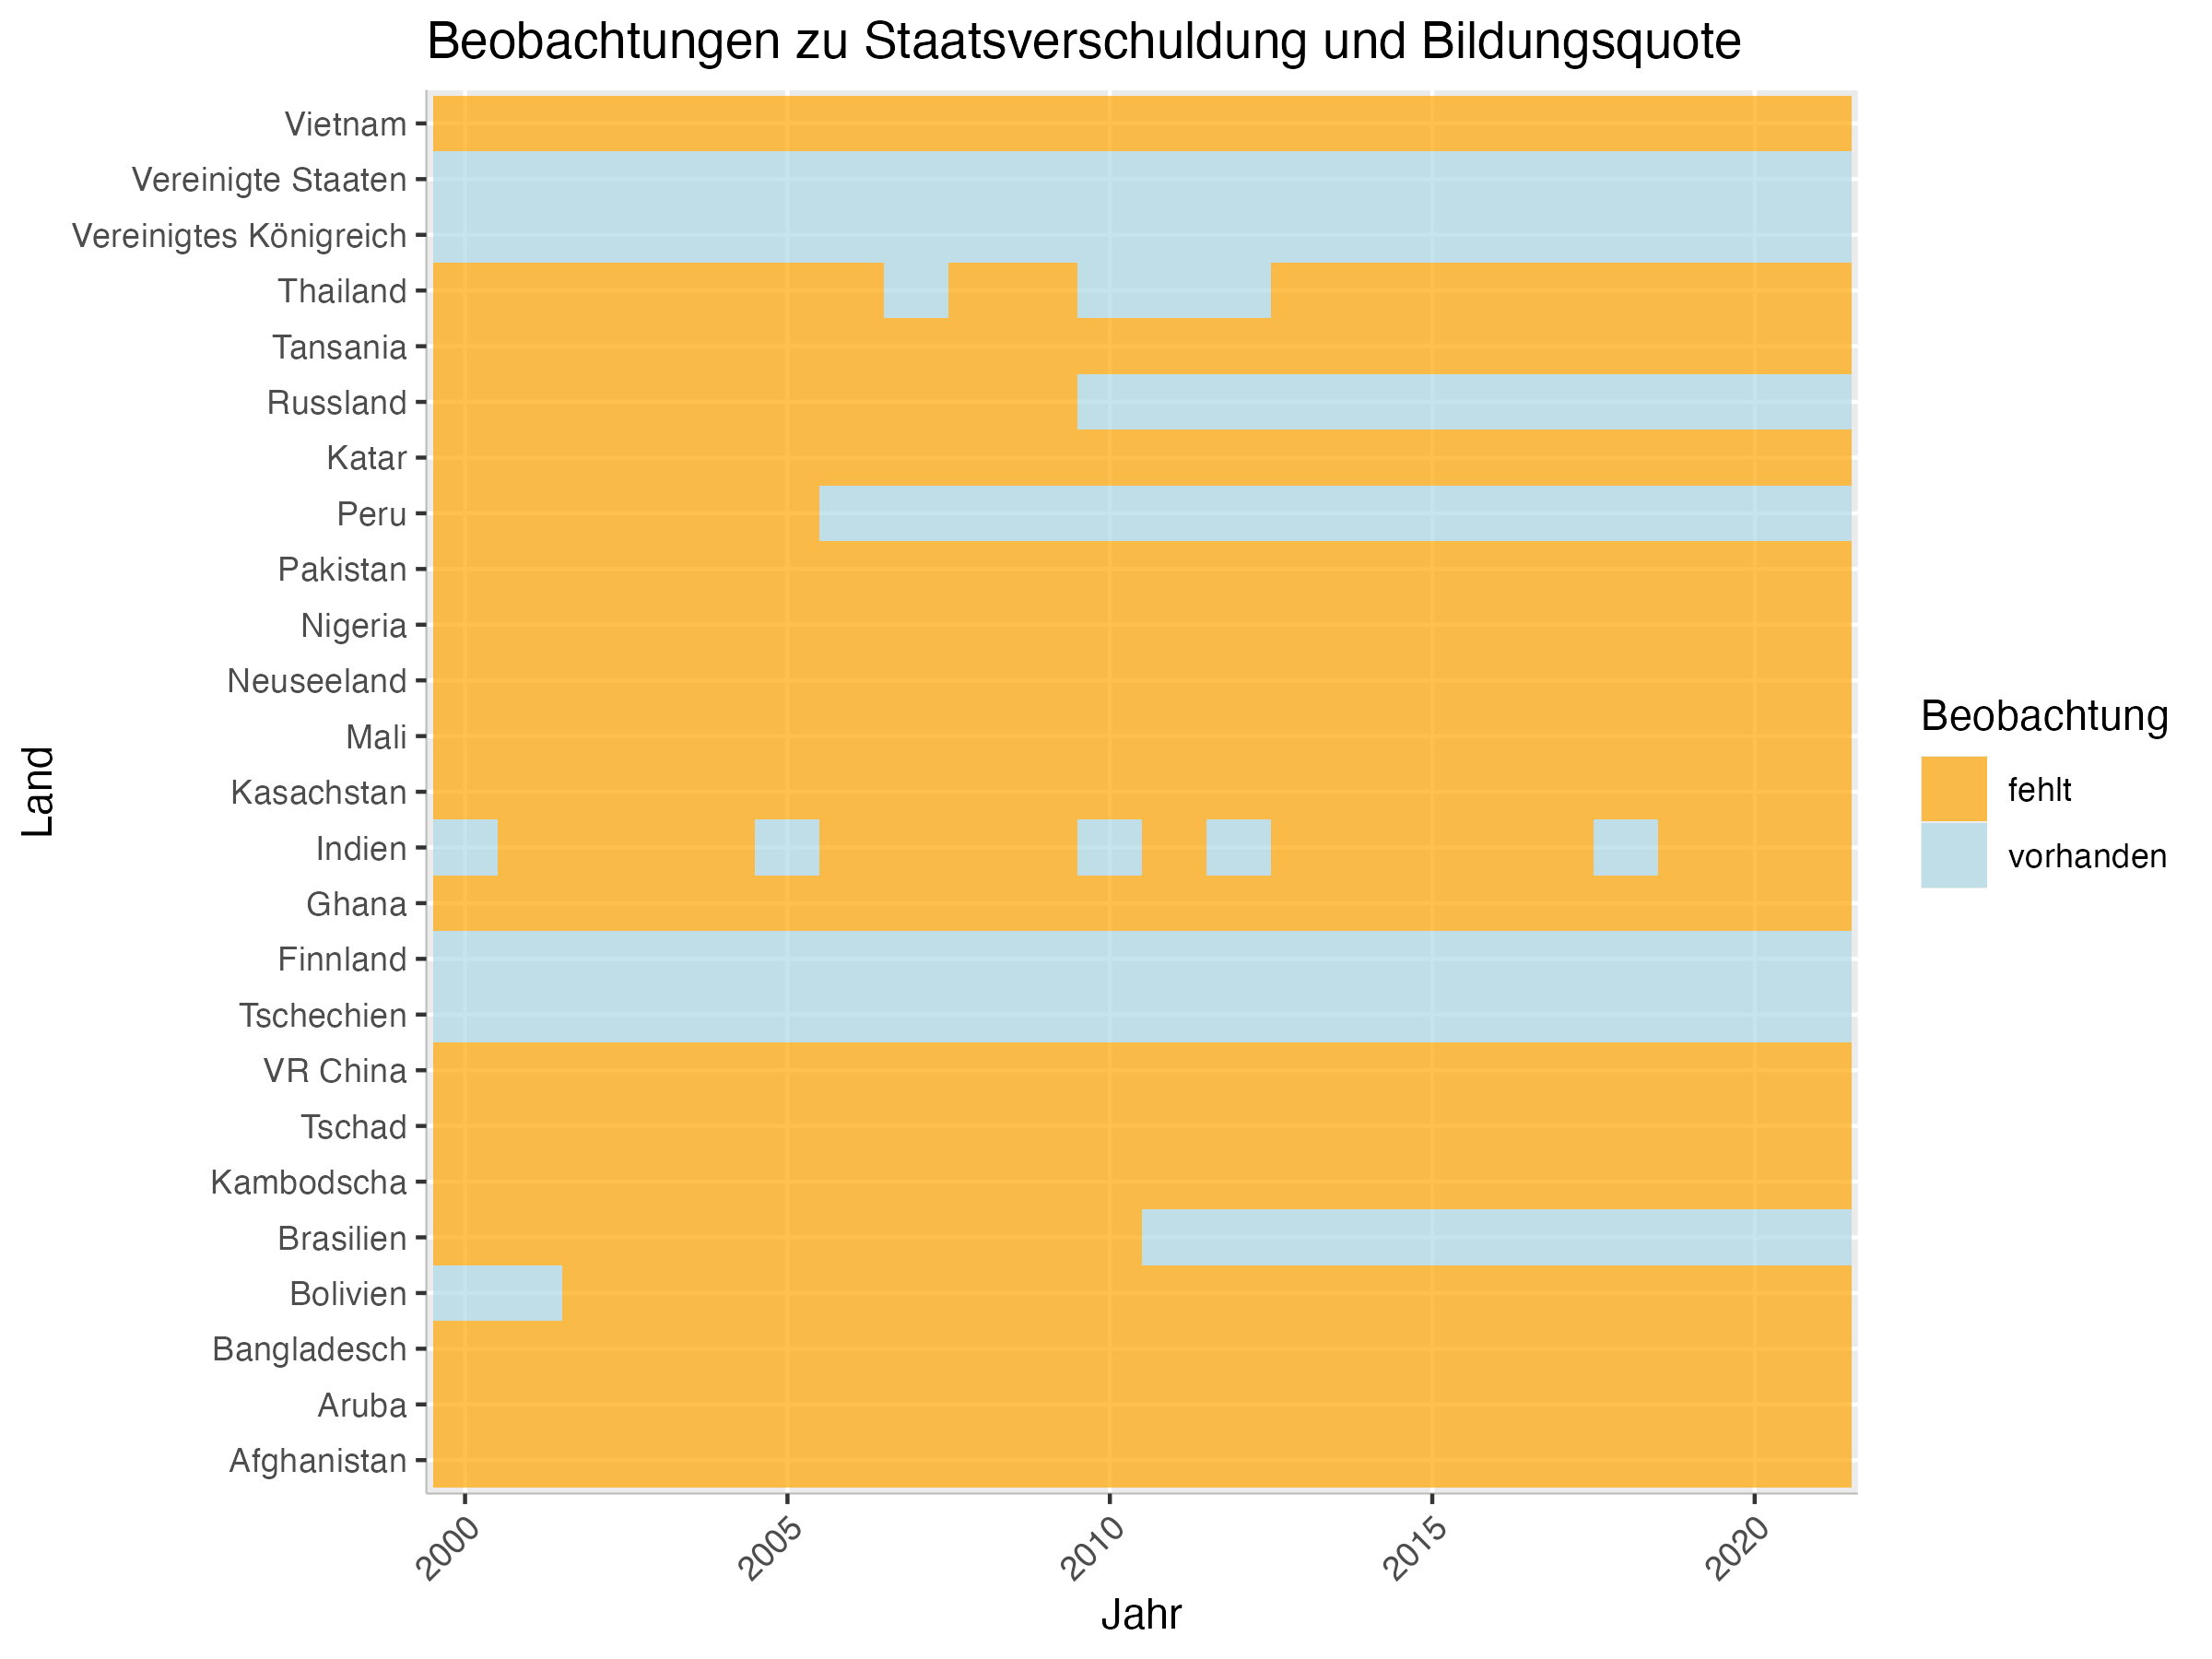 Beobachtungen zu Staatsverschuldung und Bildungsquote
Land
Vietnam
Vereinigte Staaten
Vereinigtes Königreich
Thailand
Tansania
Russland
Katar
Peru
Pakistan
Nigeria
Neuseeland
Mali
Kasachstan
Indien
Ghana
Finnland
Tschechien
VR China
Tschad
Kambodscha
Brasilien
Bolivien
Bangladesch
Aruba
Afghanistan
2000 2005 2010 2015 2020
Jahr
Beobachtung
fehlt
vorhanden